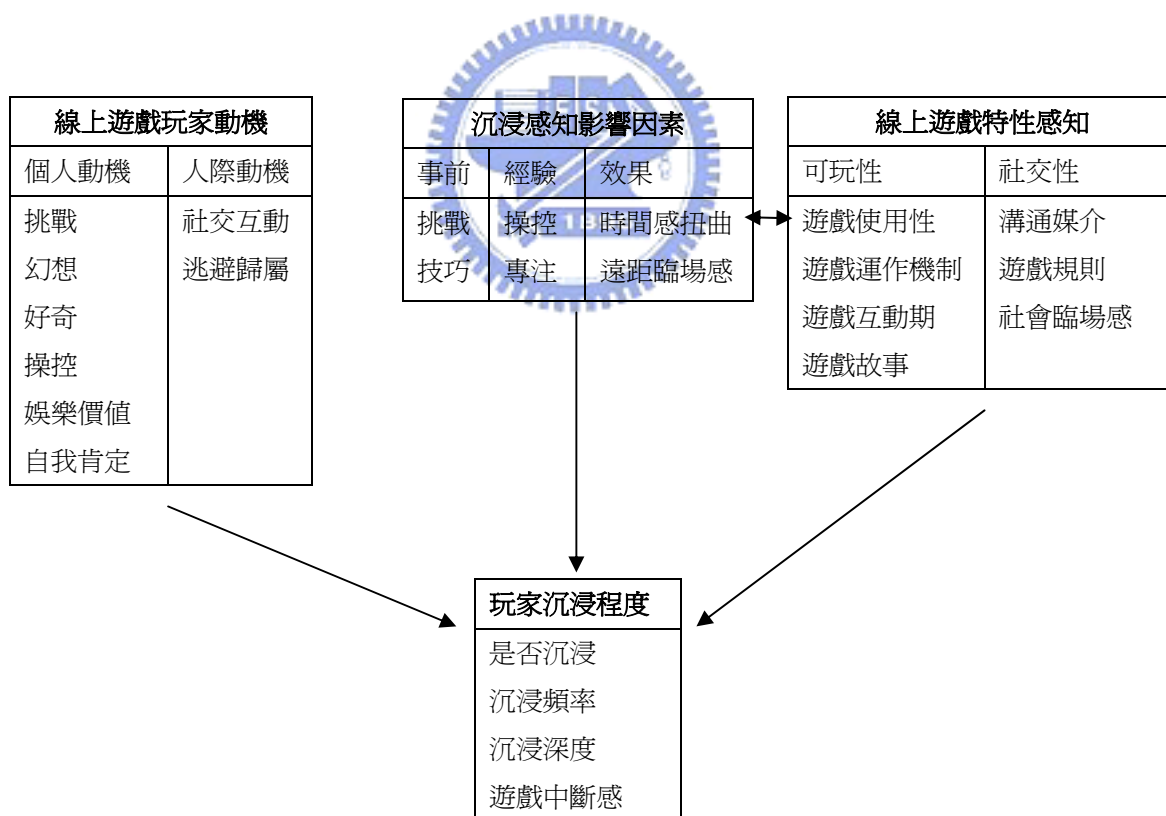 線上遊戲玩家動機
個人動機 人際動機
挑戰 社交互動
幻想 逃避歸屬
好奇
操控
娛樂價值
自我肯定
沉浸感知影響因素
事前 經驗 效果
挑戰 操控 時間感扭曲
技巧 專注 遠距臨場感
線上遊戲特性感知
可玩性 社交性
遊戲使用性 溝通媒介
遊戲運作機制 遊戲規則
遊戲互動期 社會臨場感
遊戲故事
玩家沉浸程度
是否沉浸
沉浸頻率
沉浸深度
遊戲中斷感